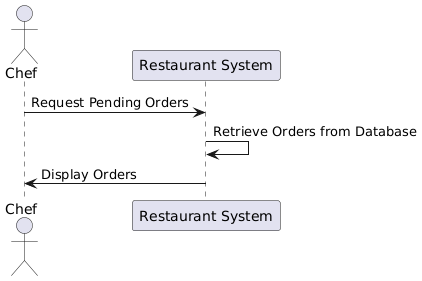 Chef
Restaurant System
Request Pending Orders
Retrieve Orders from Database
Display Orders
Chef
Restaurant System